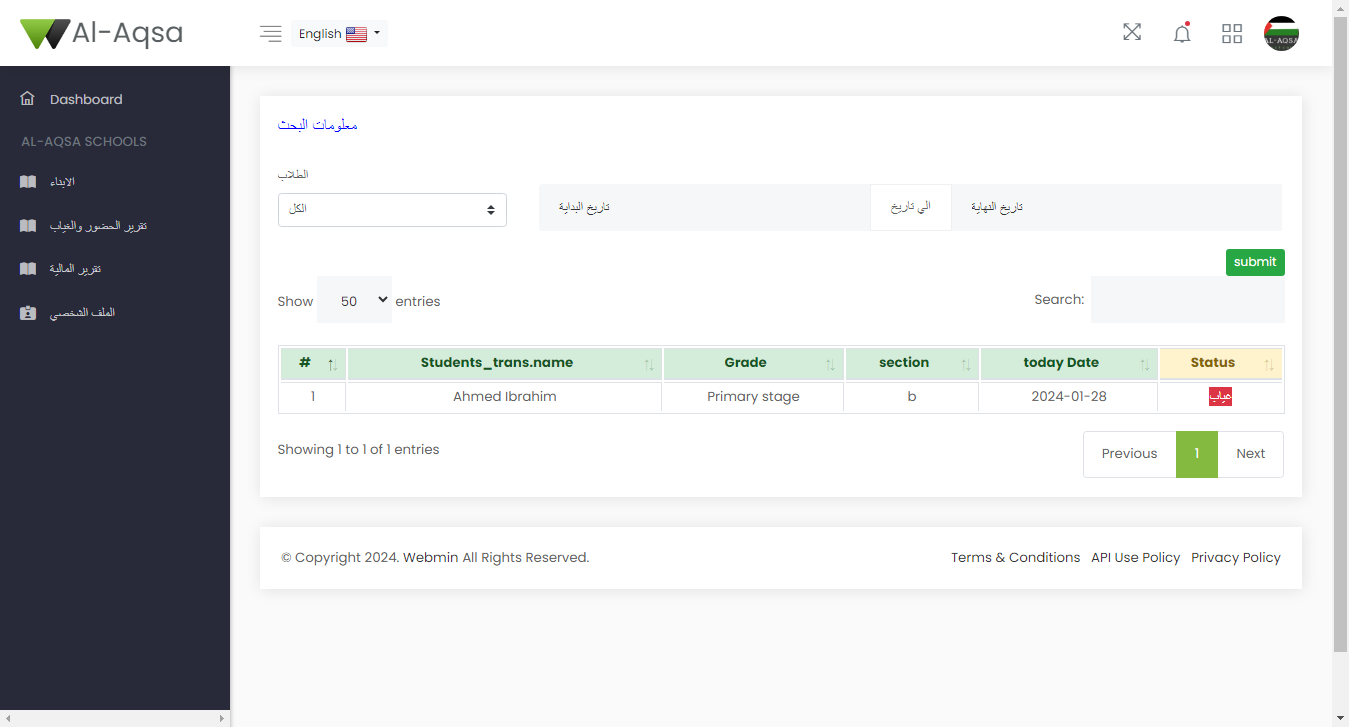 Al-Aqsa
English
AL-AQSA
Dashboard
AL-AQSA SCHOOLS
الابناء
تقرير الحضور والغياب
تقرير المالية
الملف الشخصي
معلومات البحث
الطلاب
الكل
تاريخ البداية
الي تاريخ
تاريخ النهاية
submit
Show 50 entries
Search:
# Students_trans.name Grade section today Date Status
1 Ahmed Ibrahim Primary stage b 2024-01-28 غياب
Showing 1 to 1 of 1 entries
Previous 1 Next
© Copyright 2024. Webmin All Rights Reserved.
Terms & Conditions API Use Policy Privacy Policy